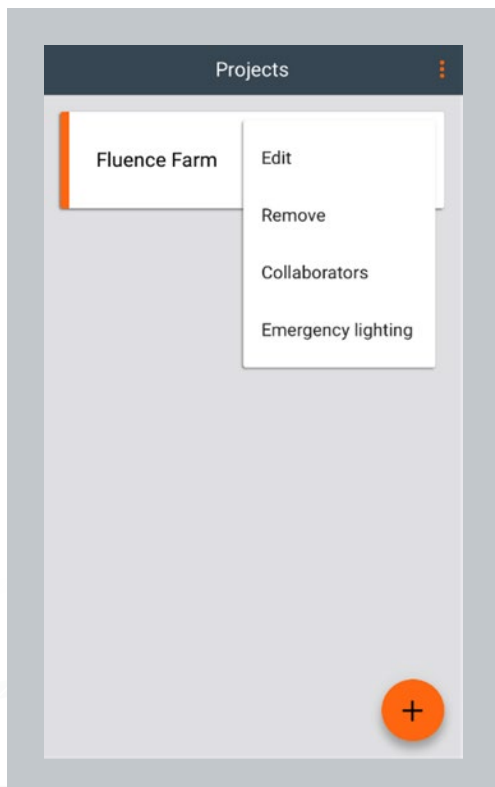 Projects
Fluence Farm
Edit
Remove
Collaborators
Emergency lighting
+